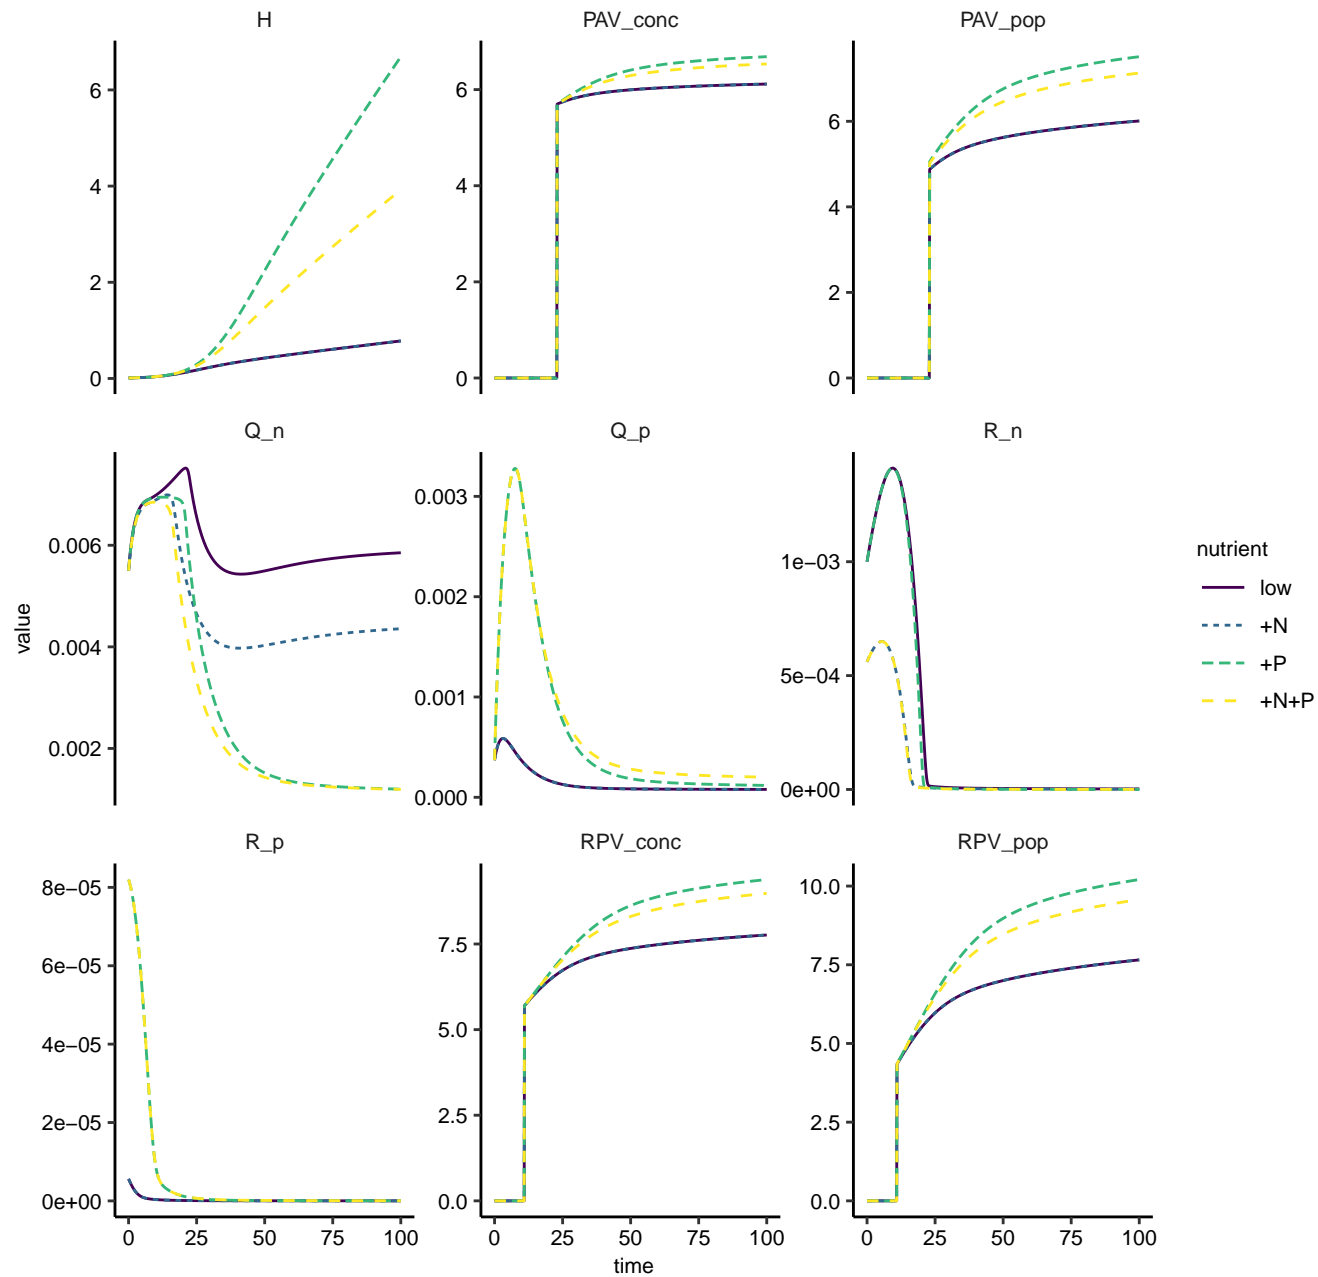 H
PAV_conc
PAV_pop
6
4
2
0
6
4
2
0
6
4
2
0
Q_n
Q_p
R_n
0.006
0.004
0.002
0.003
0.002
0.001
0.000
1e−03
5e−04
0e+00
R_p
RPV_conc
RPV_pop
8e−05
6e−05
4e−05
2e−05
0e+00
7.5
5.0
2.5
0.0
10.0
7.5
5.0
2.5
0.0
0 25 50 75 100
0 25 50 75 100
0 25 50 75 100
time
value
nutrient
low
+N
+P
+N+P